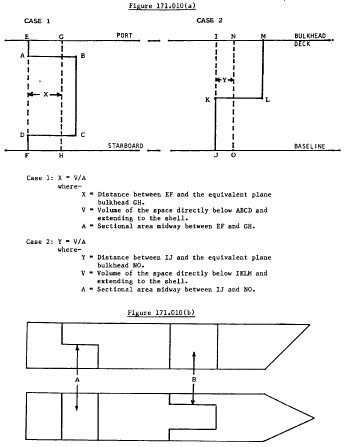 Figure 171.010(a)
CASE 1
CASE 2
E G PORT I N M BULKHEAD
DECK
A B
X Y
K L
D C
STARBOARD BASELINE
F H J O
Case 1: X = V/A
where-
X = Distance between EF and the equivalent plane
bulkhead GH.
V = Volume of the space directly below ABCD and
extending to the shell.
A = Sectional area midway between EF and GH.
Case 2: Y = V/A
where-
Y = Distance between IJ and the equivalent plane
bulkhead NO.
V = Volume of the space directly below IKLM and
extending to the shell.
A = Sectional area midway between IJ and NO.
Figure 171.010(b)
A B